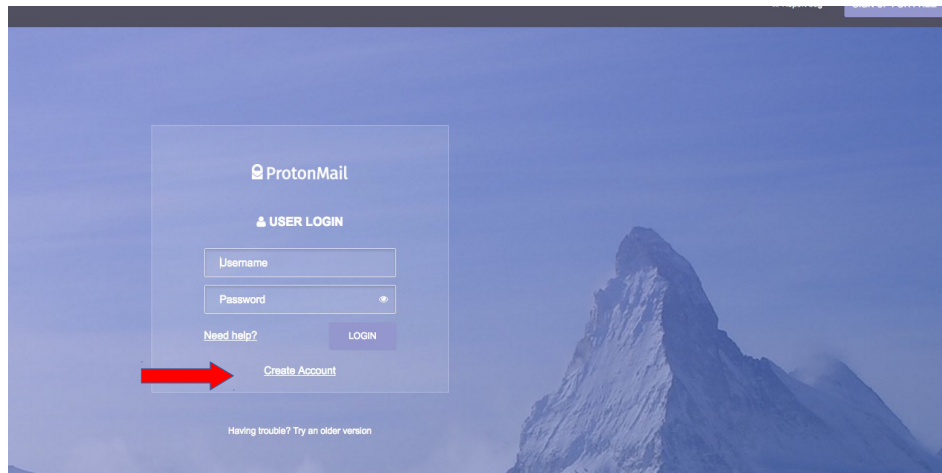 ProtonMail
USER LOGIN
Username
Password
Need help?
LOGIN
Create Account
Having trouble? Try an older version